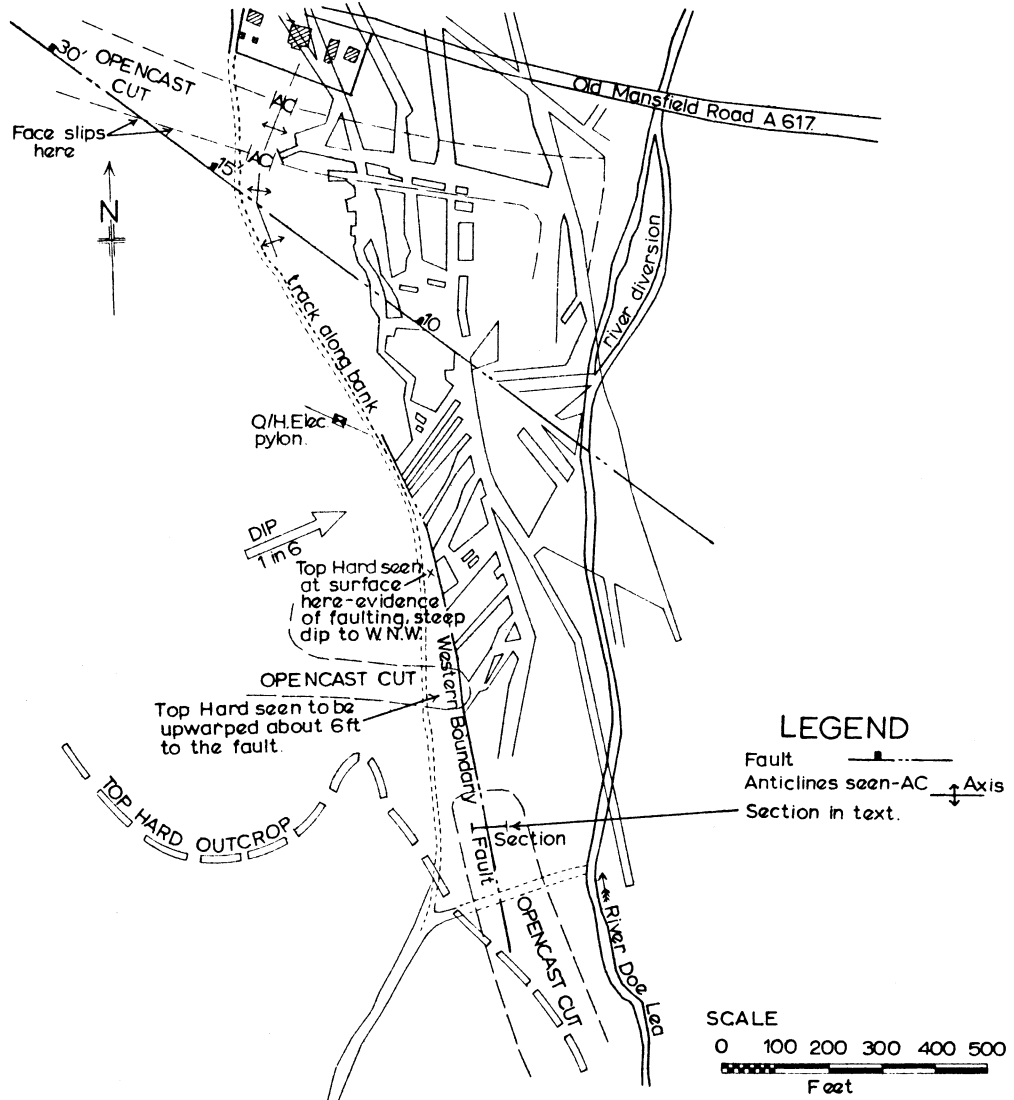 30'
OPENCAST
CUT
Face slips
here
15'
AC
AC
Old Mansfield Road A 617.
N
river diversion
track along bank
10
O/H.Elec
pylon.
DIP
1 in 6
Top Hard seen
at surface
here-evidence
of faulting, steep
dip to W.N.W.
OPENCAST CUT
Western Boundary
Fault
Top Hard seen to be
upwarped about 6ft
to the fault.
TOP HARD OUTCROP
Section
OPENCAST CUT
River Doe Lea
LEGEND
Fault
Anticlines seen-AC Axis
Section in text.
SCALE
0 100 200 300 400 500
Feet